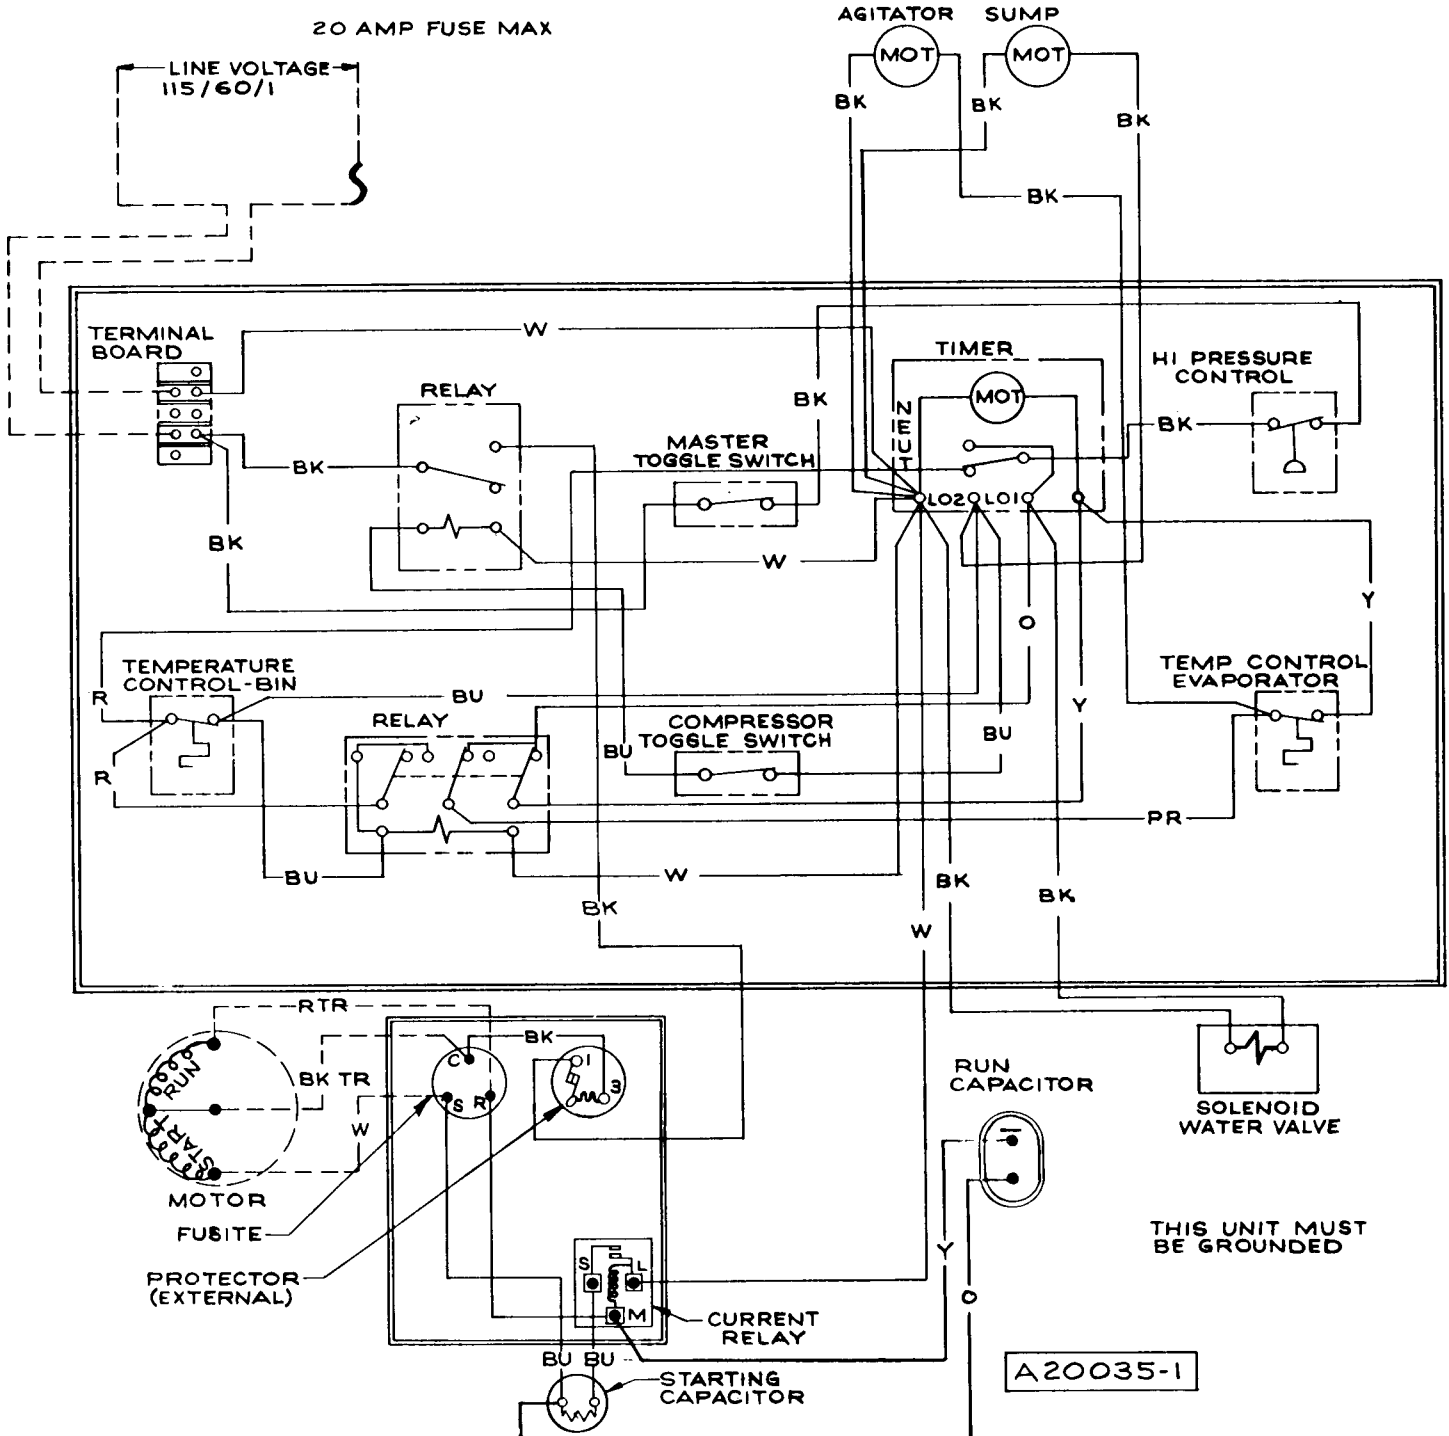 AGITATOR
SUMP
20 AMP FUSE MAX
MOT
MOT
LINE VOLTAGE
115/60/1
BK
BK
BK
BK
TERMINAL
BOARD
W
TIMER
HI PRESSURE
CONTROL
RELAY
MOT
BK
NEUT
BK
MASTER
TOGGLE SWITCH
BK
LO2
LO1
BK
W
Y
O
TEMPERATURE
CONTROL-BIN
TEMP CONTROL
EVAPORATOR
R
BU
Y
RELAY
COMPRESSOR
TOGGLE SWITCH
BU
BU
R
PR
BU
W
BK
BK
BK
W
RTR
BK
C
1
RUN
BK TR
3
S
R
RUN
CAPACITOR
W
START
SOLENOID
WATER VALVE
MOTOR
FUSITE
THIS UNIT MUST
BE GROUNDED
Y
S
L
PROTECTOR
(EXTERNAL)
O
M
CURRENT
RELAY
BU
BU
STARTING
CAPACITOR
A20035-1